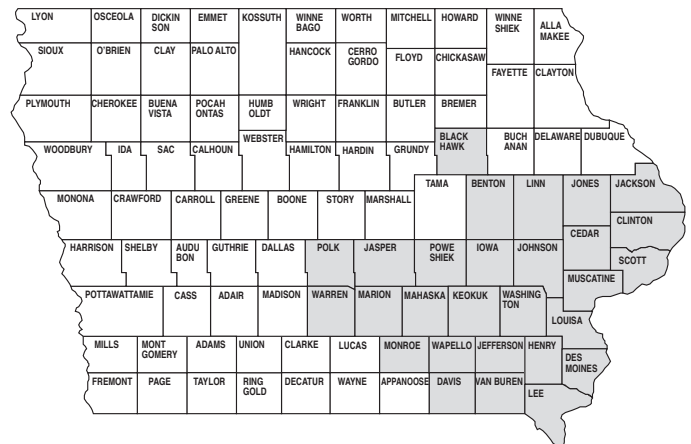 LYON OSCEOLA DICKIN SON EMMET KOSSUTH WINNE BAGO WORTH MITCHELL HOWARD WINNE SHIEK ALLA MAKEE
SIOUX O'BRIEN CLAY PALO ALTO HANCOCK CERRO GORDO FLOYD CHICKASAW
FAYETTE CLAYTON
PLYMOUTH CHEROKEE BUENA VISTA POCAH ONTAS HUMB OLDT WRIGHT FRANKLIN BUTLER BREMER
WOODBURY IDA SAC CALHOUN WEBSTER HAMILTON HARDIN GRUNDY BLACK HAWK BUCH ANAN DELAWARE DUBUQUE
MONONA CRAWFORD CARROLL GREENE BOONE STORY MARSHALL TAMA BENTON LINN JONES JACKSON
CLINTON
CEDAR
HARRISON SHELBY AUDU BON GUTHRIE DALLAS POLK JASPER POWE SHIEK IOWA JOHNSON SCOTT
MUSCATINE
POTTAWATTAMIE CASS ADAIR MADISON WARREN MARION MAHASKA KEOKUK WASHING TON
LOUISA
MILLS MONT GOMERY ADAMS UNION CLARKE LUCAS MONROE WAPELLO JEFFERSON HENRY
DES MOINES
FREMONT PAGE TAYLOR RING GOLD DECATUR WAYNE APPANOOSE DAVIS VAN BUREN
LEE